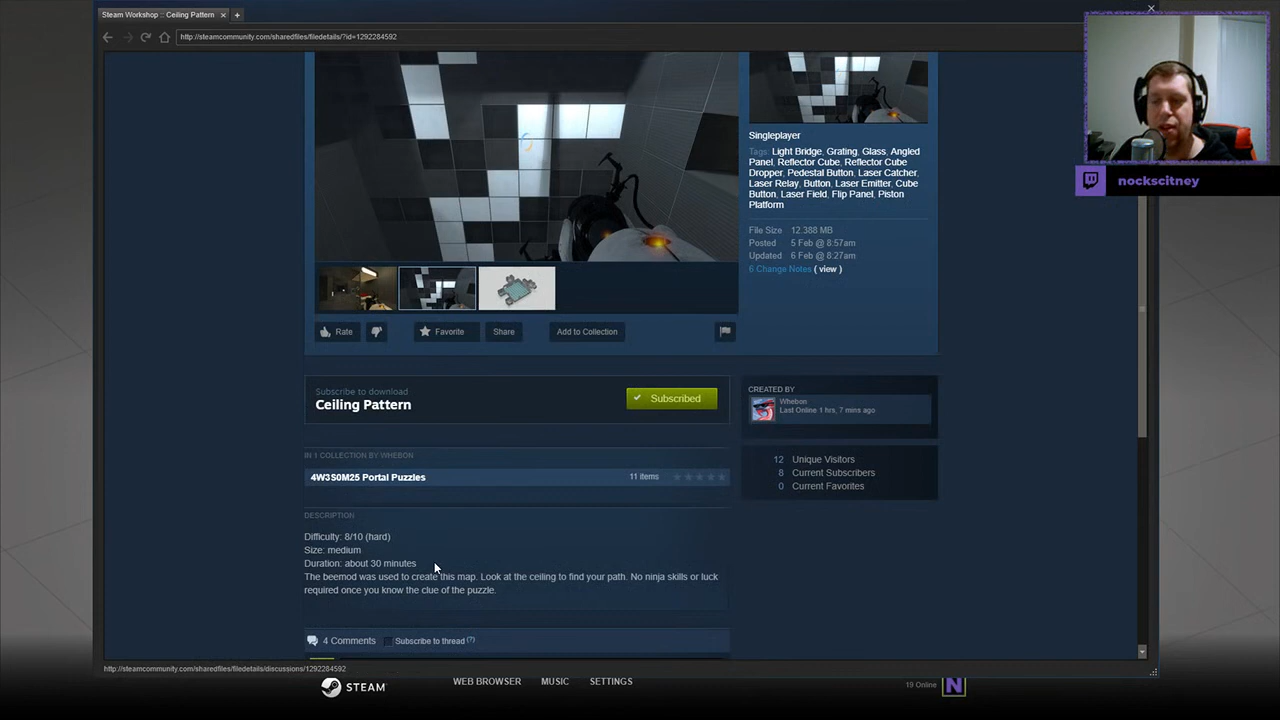 Steam Workshop :: Ceiling Pattern
http://steamcommunity.com/sharedfiles/filedetails/?id=1292284592
nockscitney
Singleplayer
Tags: Light Bridge, Grating, Glass, Angled
Panel, Reflector Cube, Reflector Cube
Dropper, Pedestal Button, Laser Catcher,
Laser Relay, Button, Laser Emitter, Cube
Button, Laser Field, Flip Panel, Piston
Platform
File Size 12.388 MB
Posted 5 Feb @ 8:57am
Updated 6 Feb @ 8:27am
6 Change Notes ( view )
Rate Favorite Share Add to Collection
Subscribe to download
Ceiling Pattern
Subscribed
CREATED BY
Whebon
Last Online 1 hrs, 7 mins ago
IN 1 COLLECTION BY WHEBON
4W3S0M25 Portal Puzzles 11 items
12 Unique Visitors
8 Current Subscribers
0 Current Favorites
DESCRIPTION
Difficulty: 8/10 (hard)
Size: medium
Duration: about 30 minutes
The beemod was used to create this map. Look at the ceiling to find your path. No ninja skills or luck
required once you know the clue of the puzzle.
4 Comments Subscribe to thread (?)
http://steamcommunity.com/sharedfiles/filedetails/discussions/1292284592
STEAM
WEB BROWSER MUSIC SETTINGS
19 Online N